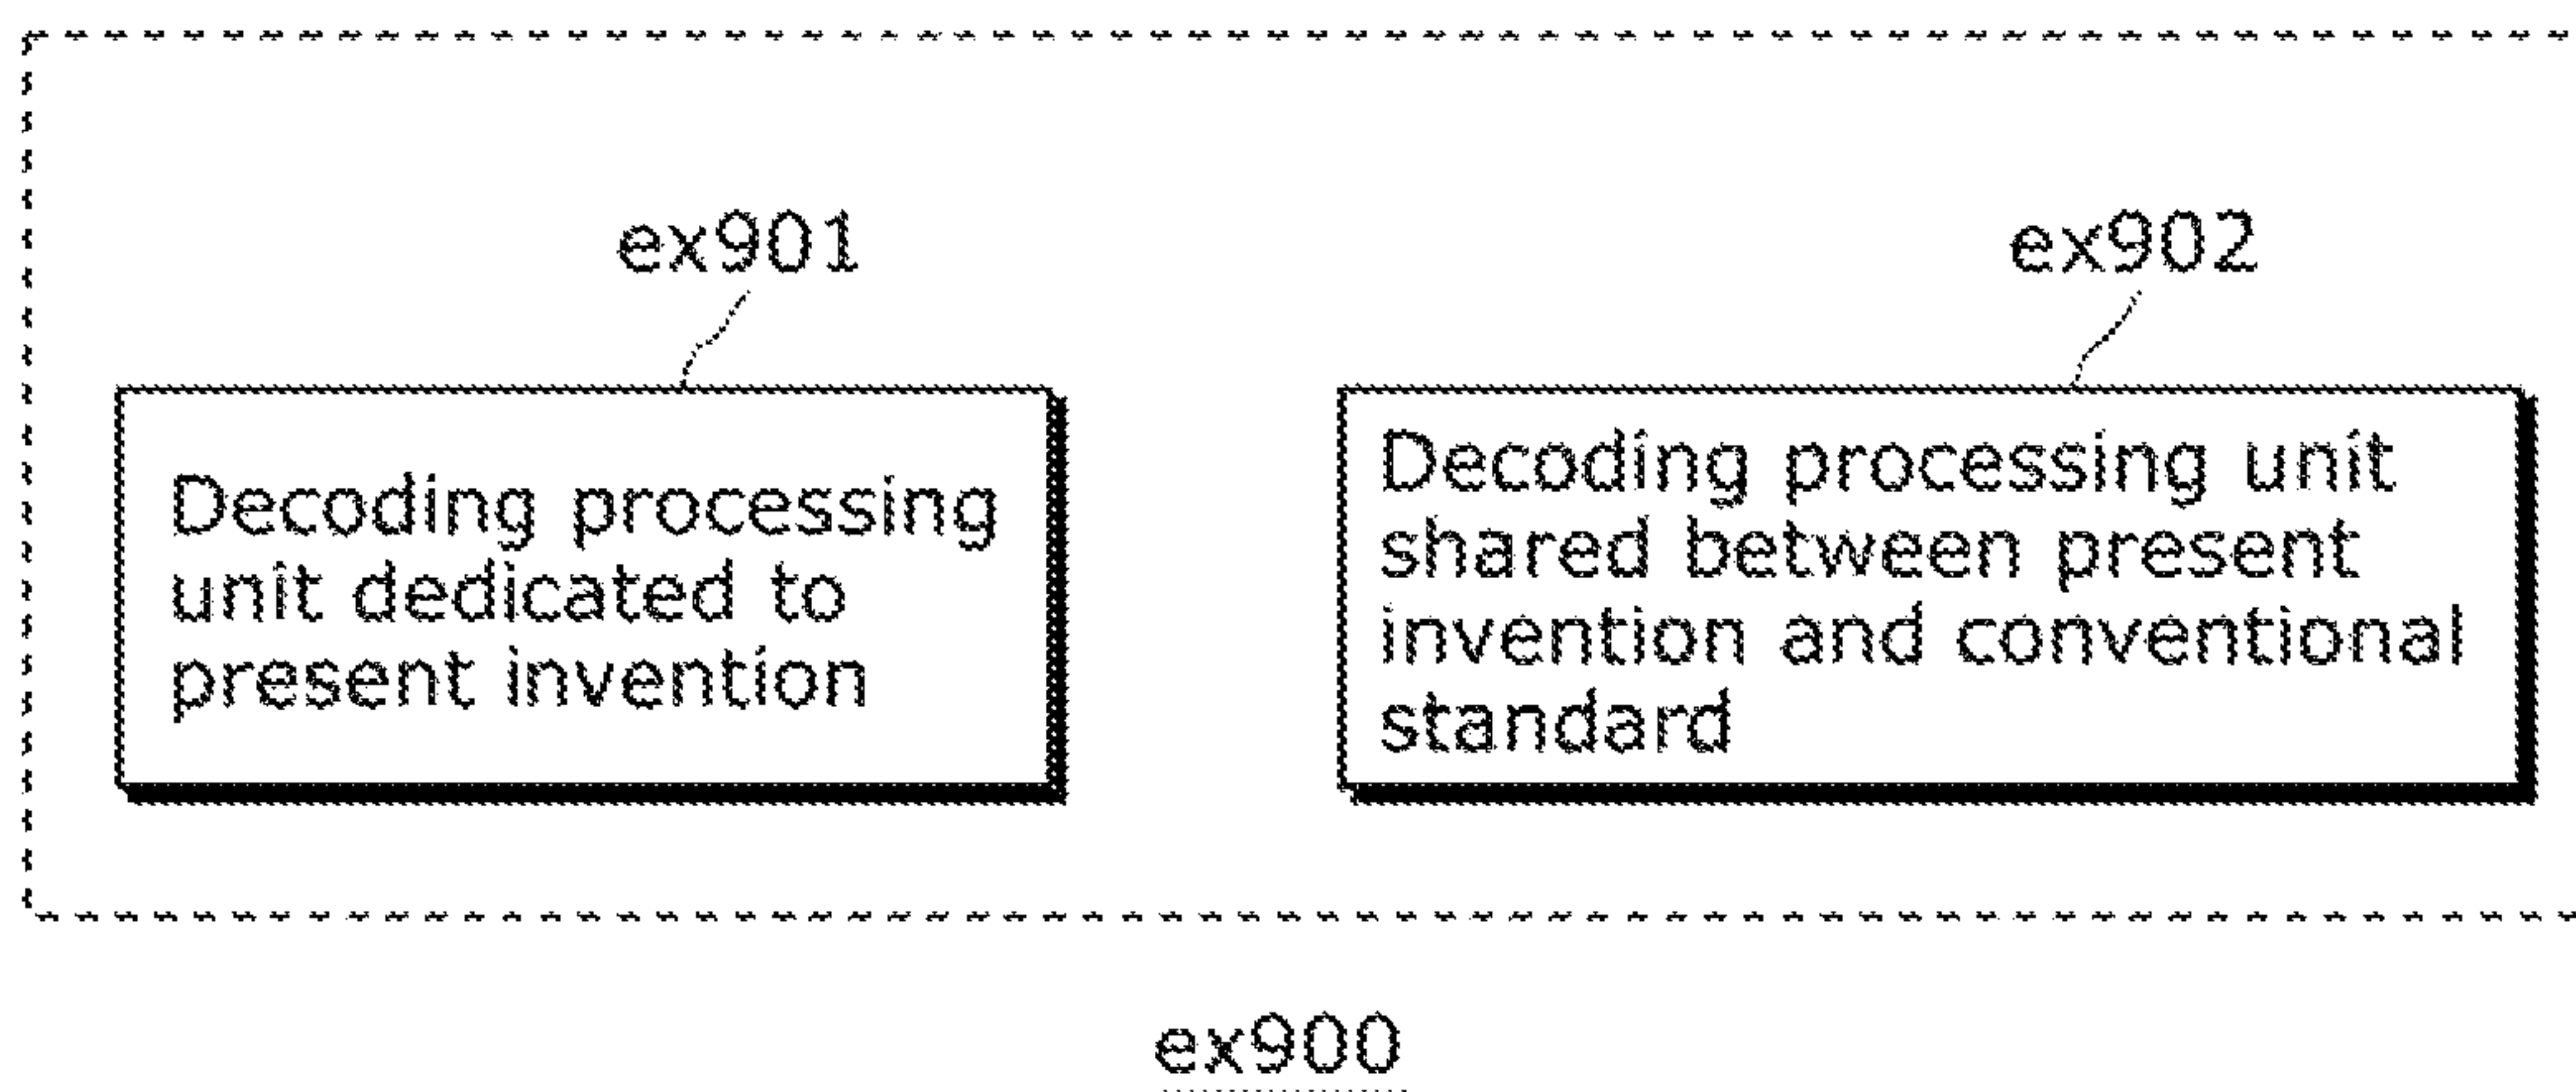 ex901
ex902
Decoding processing
unit dedicated to
present invention
Decoding processing unit
shared between present
invention and conventional
standard
ex900